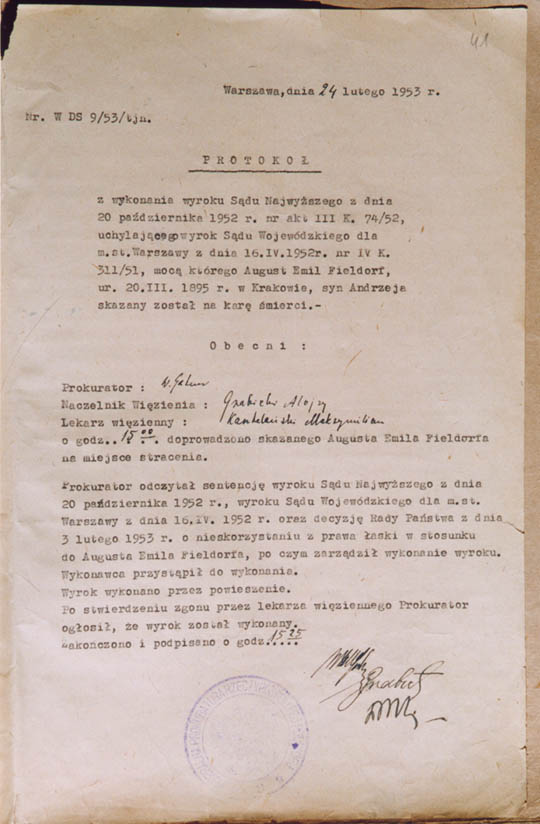 41
Warszawa, dnia 24 lutego 1953 r.
Nr. W DS 9/53/tjn.
PROTOKOŁ
z wykonania wyroku Sądu Najwyższego z dnia
20 października 1952 r. nr akt III K. 74/52,
uchylającego wyrok Sądu Wojewódzkiego dla
m.st.Warszawy z dnia 16.IV.1952r. nr IV K.
311/51, mocą którego August Emil Fieldorf,
ur. 20.III. 1895 r. w Krakowie, syn Andrzeja
skazany został na karę śmierci.-
Obecni :
Prokurator : W.
Naczelnik Więzienia : Grabicki Alojzy
Lekarz więzienny : Maksymilian
o godz..15 00. doprowadzono skazanego Augusta Emila Fieldorfa
na miejsce stracenia.
Prokurator odczytał sentencję wyroku Sądu Najwyższego z dnia
20 października 1952 r., wyroku Sądu Wojewódzkiego dla m.st.
Warszawy z dnia 16.IV. 1952 r. oraz decyzję Rady Państwa z dnia
3 lutego 1953 r. o nieskorzystaniu z prawa łaski w stosunku
do Augusta Emila Fieldorfa, po czym zarządził wykonanie wyroku.
Wykonawca przystąpił do wykonania.
Wyrok wykonano przez powieszenie.
Po stwierdzeniu zgonu przez lekarza więziennego Prokurator
ogłosił, że wyrok został wykonany.
Zakończono i podpisano o godz.15 25.....